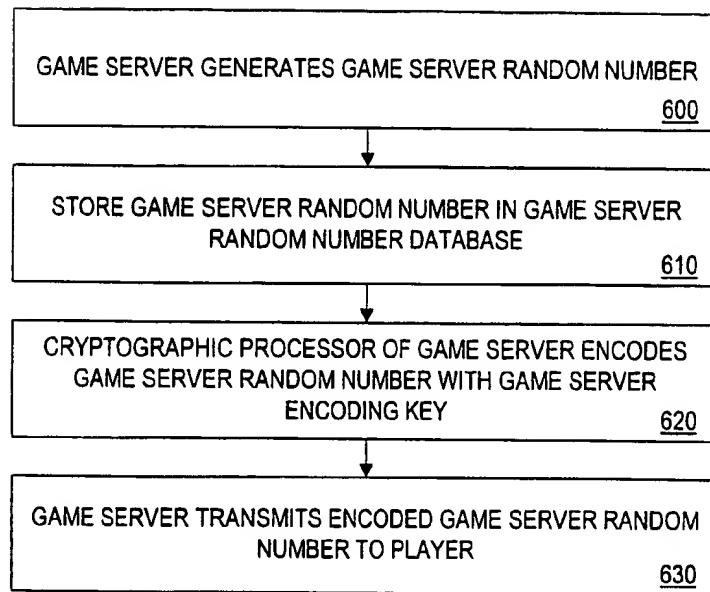 GAME SERVER GENERATES GAME SERVER RANDOM NUMBER
600
STORE GAME SERVER RANDOM NUMBER IN GAME SERVER
RANDOM NUMBER DATABASE
610
CRYPTOGRAPHIC PROCESSOR OF GAME SERVER ENCODES
GAME SERVER RANDOM NUMBER WITH GAME SERVER
ENCODING KEY
620
GAME SERVER TRANSMITS ENCODED GAME SERVER RANDOM
NUMBER TO PLAYER
630